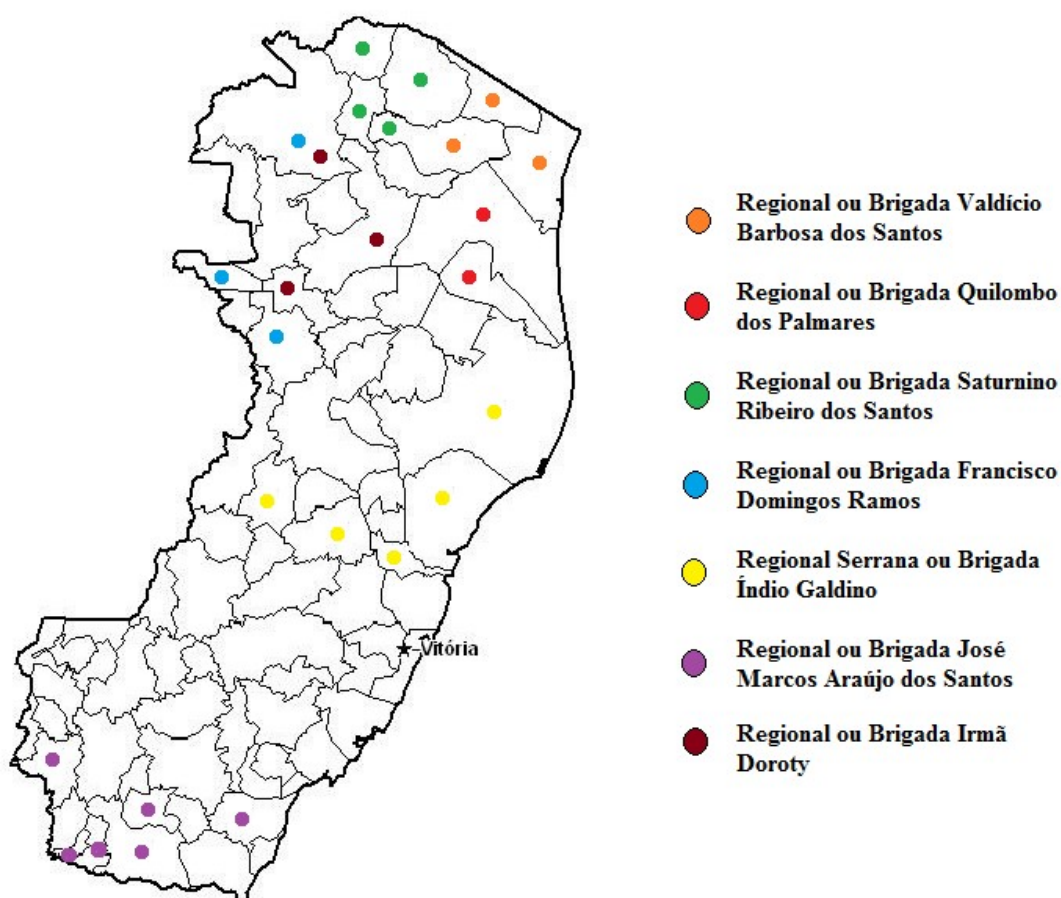 Regional ou Brigada Valdício
Barbosa dos Santos
Regional ou Brigada Quilombo
dos Palmares
Regional ou Brigada Saturnino
Ribeiro dos Santos
Regional ou Brigada Francisco
Domingos Ramos
Regional Serrana ou Brigada
Índio Galdino
Vitória
Regional ou Brigada José
Marcos Araújo dos Santos
Regional ou Brigada Irmã
Doroty